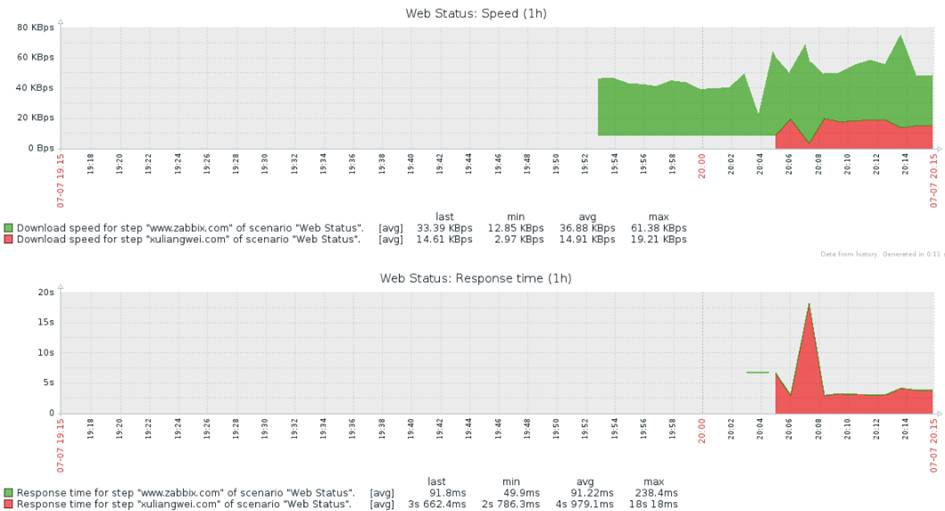 Web Status: Speed (1h)
80 KBps
60 KBps
40 KBps
20 KBps
0 Bps
07-07 19:15 19:18 19:20 19:22 19:24 19:26 19:28 19:30 19:32 19:34 19:36 19:38 19:40 19:42 19:44 19:46 19:48 19:50 19:52 19:54 19:56 19:58 20:00 20:02 20:04 20:06 20:08 20:10 20:12 20:14 07-07 20:15
last min avg max
Download speed for step "www.zabbix.com" of scenario "Web Status". [avg] 33.39 KBps 12.85 KBps 36.88 KBps 61.38 KBps
Download speed for step "xuliangwei.com" of scenario "Web Status". [avg] 14.61 KBps 2.97 KBps 14.91 KBps 19.21 KBps
Data from history. Generated in 0.11
Web Status: Response time (1h)
20s
15s
10s
5s
0
07-07 19:15 19:18 19:20 19:22 19:24 19:26 19:28 19:30 19:32 19:34 19:36 19:38 19:40 19:42 19:44 19:46 19:48 19:50 19:52 19:54 19:56 19:58 20:00 20:02 20:04 20:06 20:08 20:10 20:12 20:14 07-07 20:15
last min avg max
Response time for step "www.zabbix.com" of scenario "Web Status". [avg] 91.8ms 49.9ms 91.22ms 238.4ms
Response time for step "xuliangwei.com" of scenario "Web Status". [avg] 3s 662.4ms 2s 786.3ms 4s 979.1ms 18s 18ms